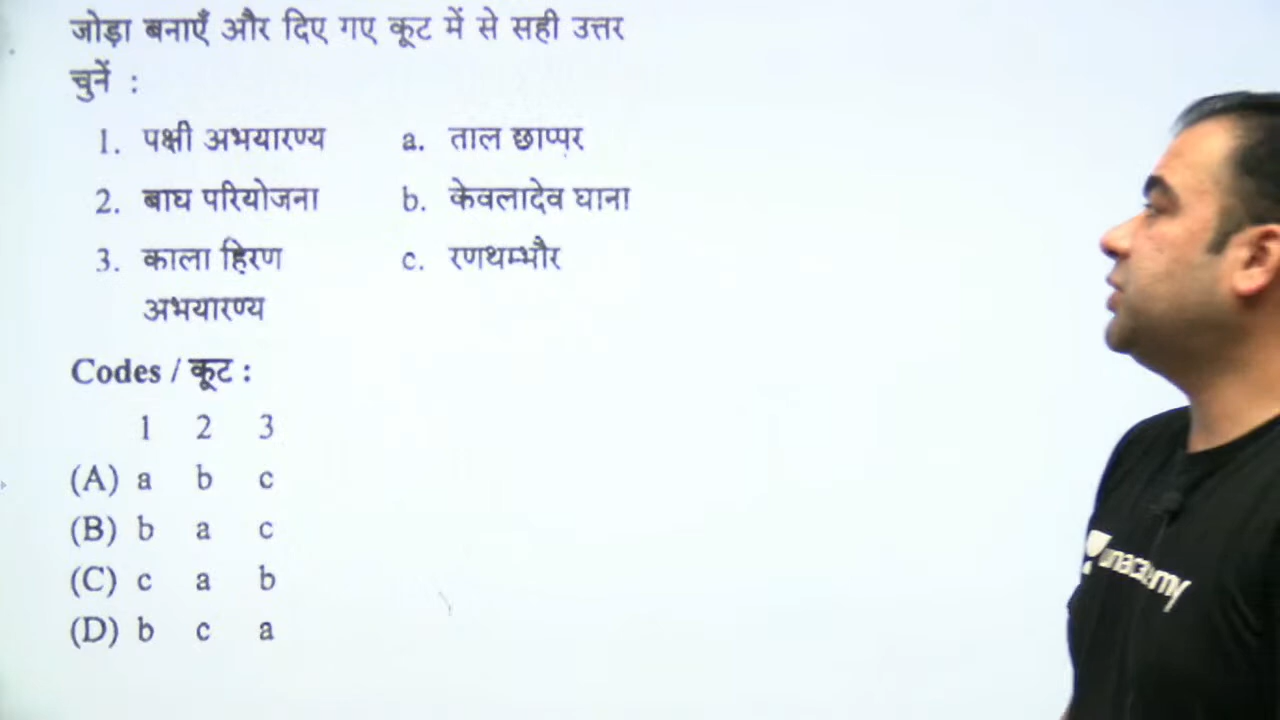 जोड़ा बनाएँ और दिए गए कूट में से सही उत्तर
चुनें :
1. पक्षी अभयारण्य a. ताल छाप्पर
2. बाघ परियोजना b. केवलादेव घाना
3. काला हिरण c. रणथम्भौर
अभयारण्य
Codes / कूट :
1 2 3
(A) a b c
(B) b a c
(C) c a b
(D) b c a
unacademy